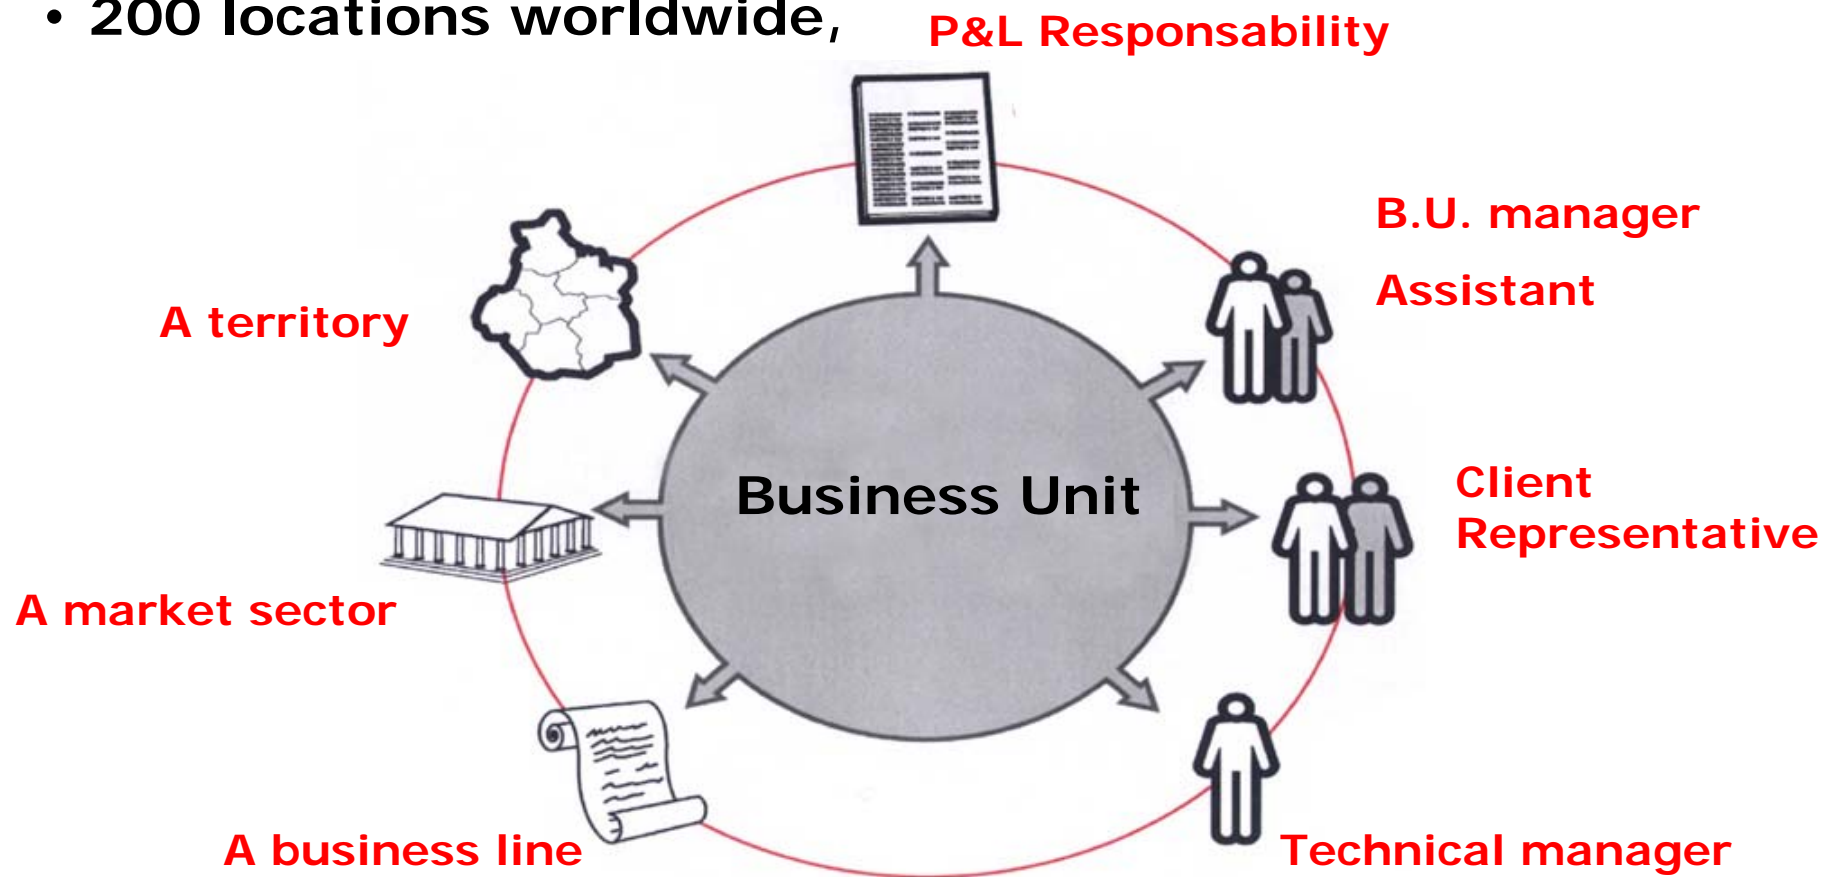 • 200 locations worldwide,
P&L Responsability
B.U. manager
Assistant
A territory
Business Unit
Client
Representative
A market sector
A business line
Technical manager